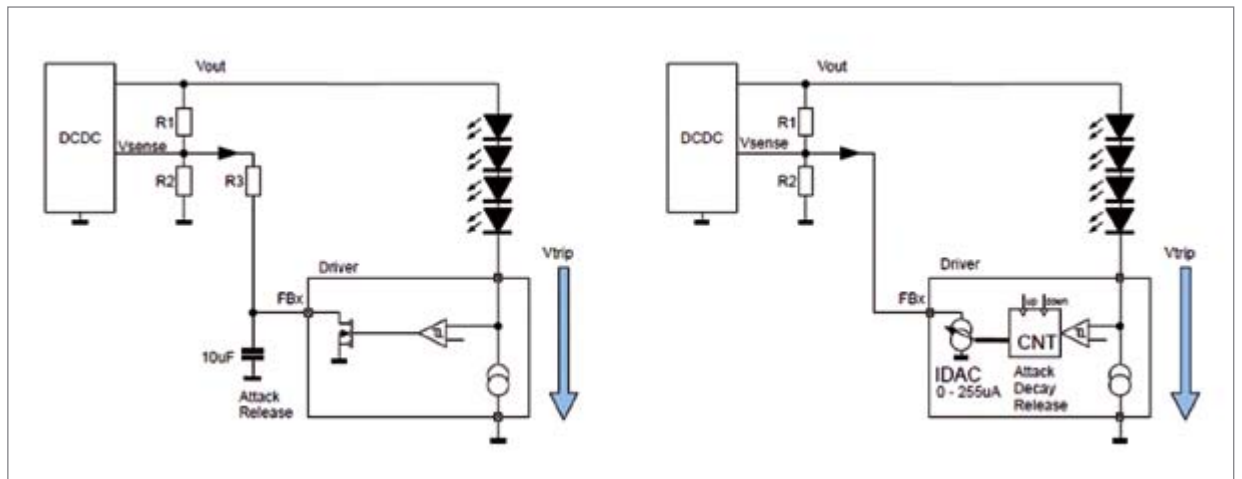 Vout
DCDC
R1
Vsense
R2
R3
Vtrip
Driver
FBx
10uF
Attack
Release
Vout
DCDC
R1
Vsense
R2
Vtrip
Driver
FBx
up down
CNT
IDAC
0 - 255uA
Attack
Decay
Release